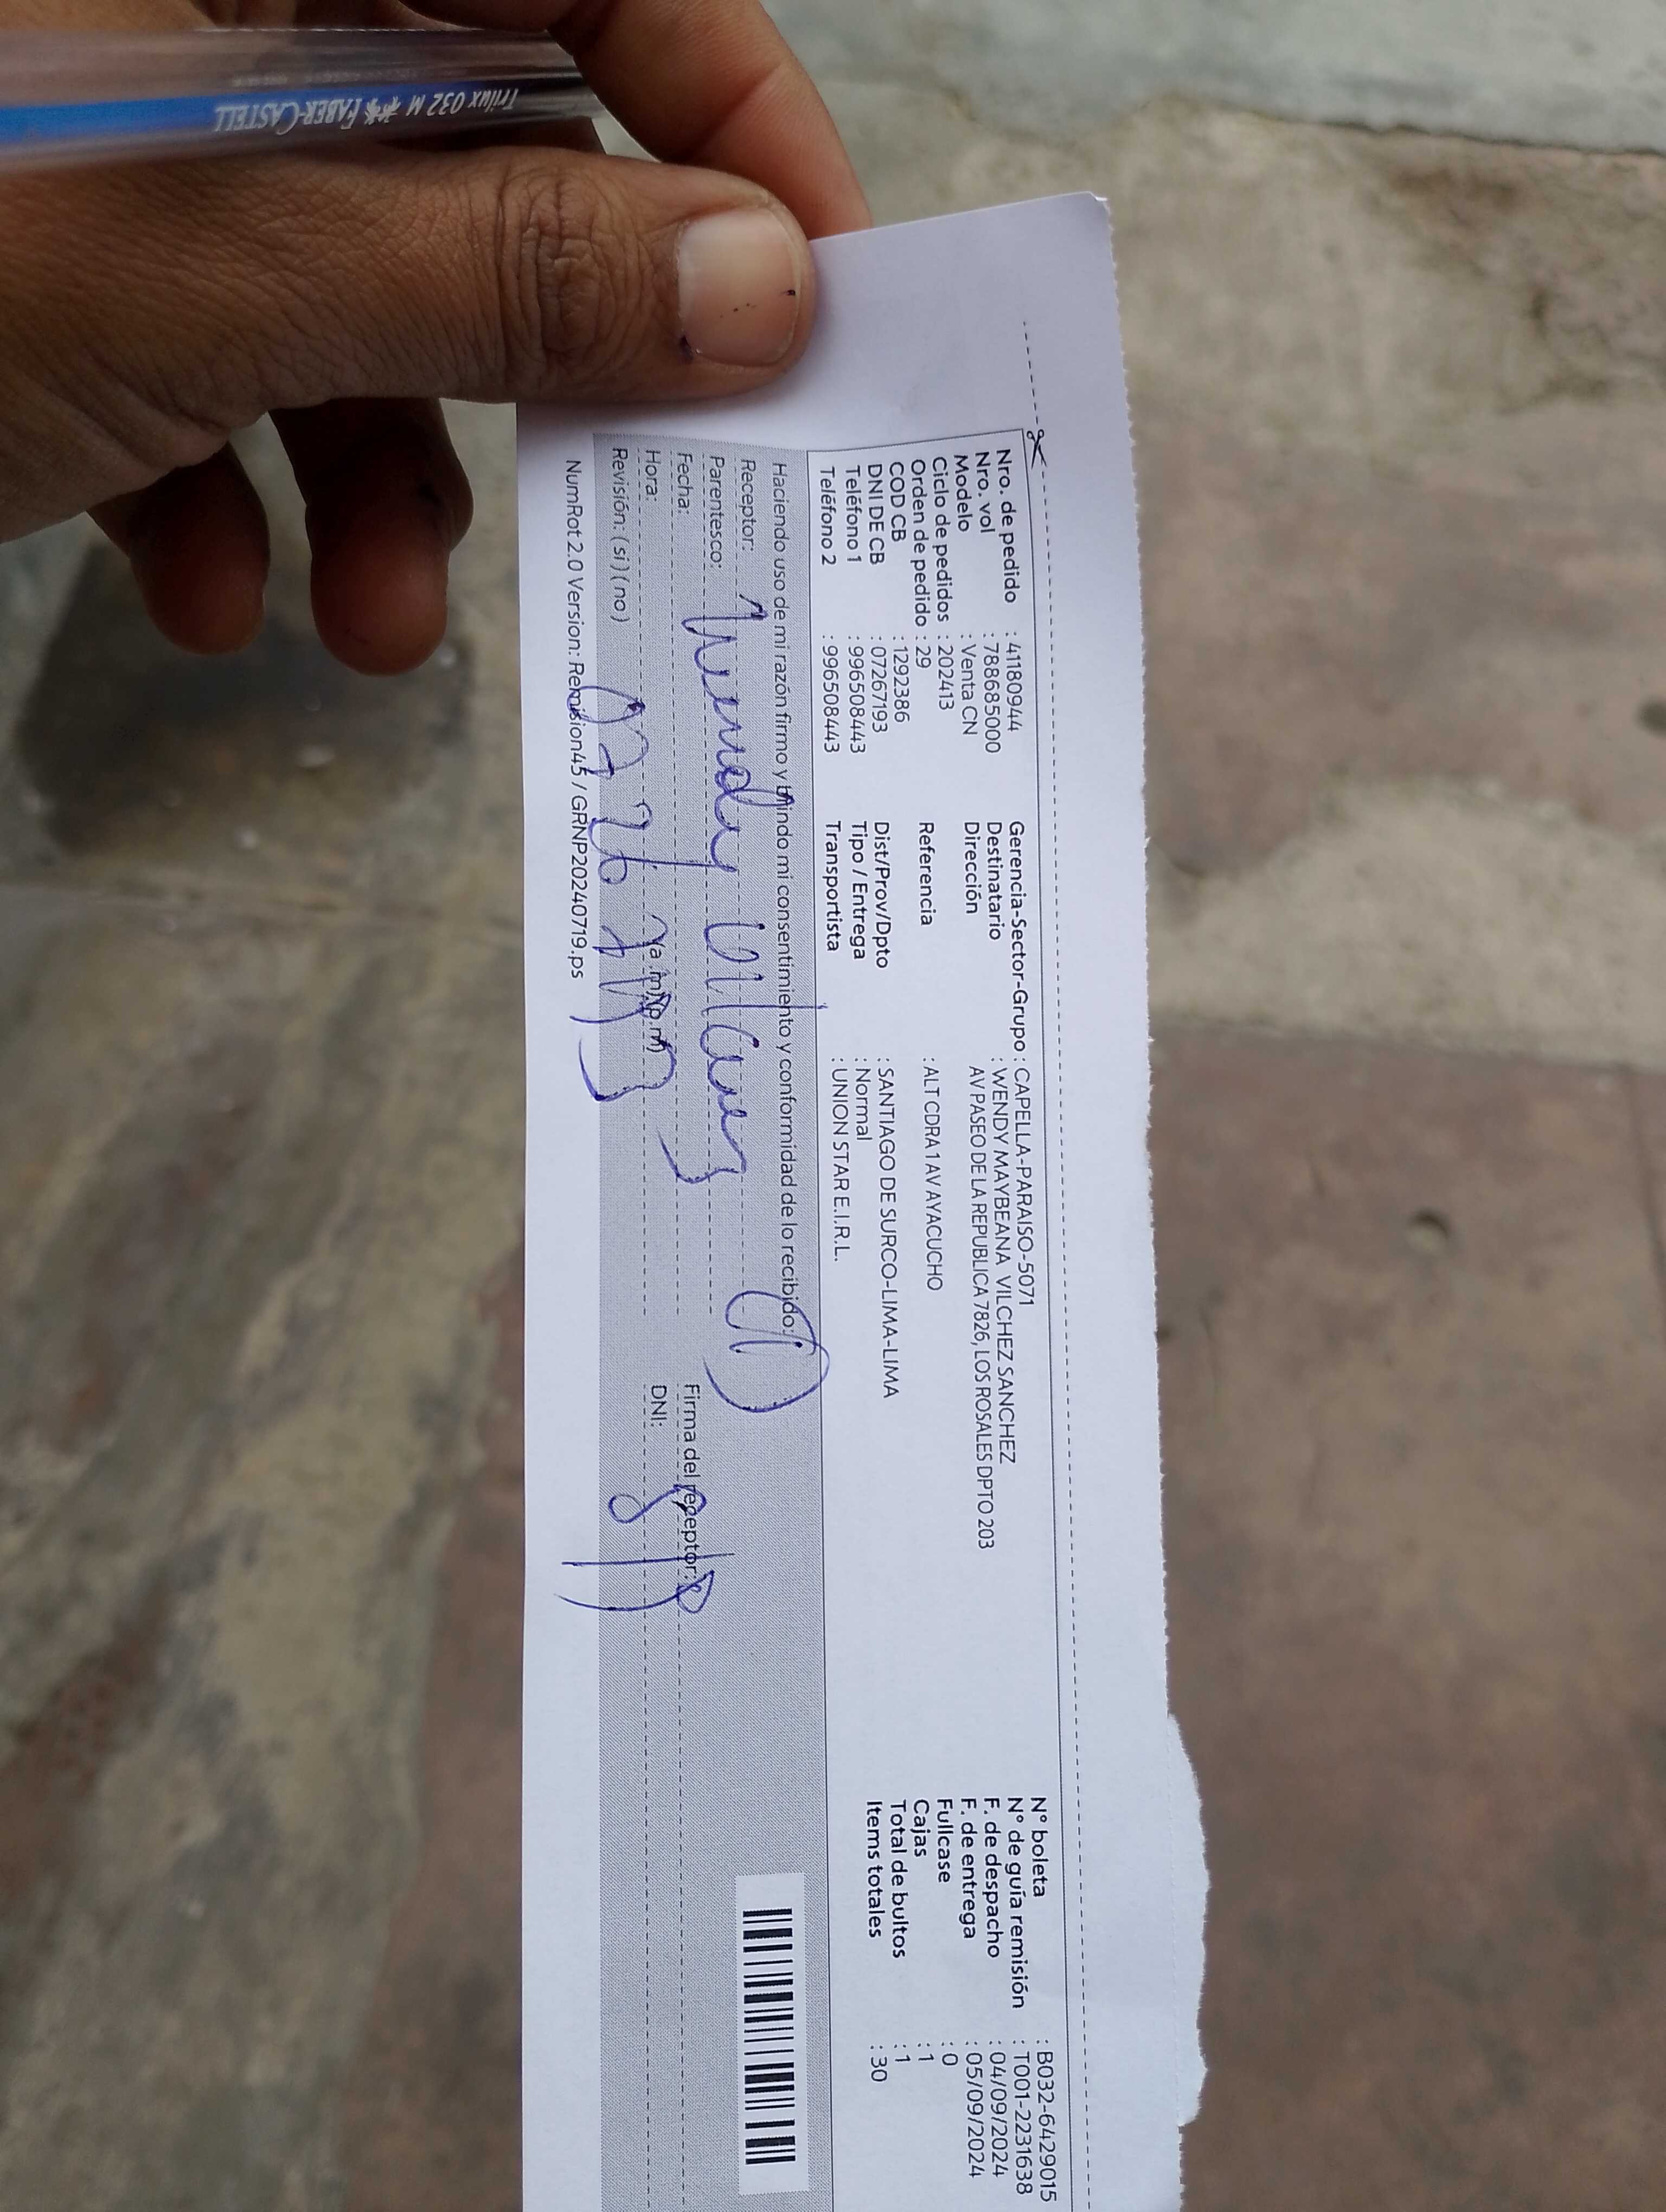 Trilux 032 M FABER-CASTELL
Nro. de pedido : 411809944
Nro. vol : 788685000
Modelo : Venta CN
Ciclo de pedidos : 202413
Orden de pedido : 29
COD CB : 1292386
DNI DE CB : 07267193
Teléfono 1 : 996508443
Teléfono 2 : 996508443
Gerencia-Sector-Grupo : CAPELLA-PARAISO-5071
Destinatario : WENDY MAYBEANA VILCHEZ SANCHEZ
Dirección AV PASEO DE LA REPUBLICA 7826, LOS ROSALES DPTO 203
Referencia : ALT CDRA 1 AV AYACUCHO
Dist/Prov/Dpto : SANTIAGO DE SURCO-LIMA-LIMA
Tipo / Entrega : Normal
Transportista : UNION STAR E.I.R.L.
N° boleta : B032-6429015
N° de guía remisión : T001-2231638
F. de despacho : 04/09/2024
F. de entrega : 05/09/2024
Fullcase : 0
Cajas : 1
Total de bultos : 1
Items totales : 30
Haciendo uso de mi razón firmo y brindo mi consentimiento y conformidad de lo recibido:
Receptor:
Parentesco:
Fecha:
Hora: (a.m) (p.m)
Revisión: ( si ) ( no )
Firma del receptor:
DNI:
NumRot 2.0 Version: Remision45 / GRNP20240719.ps